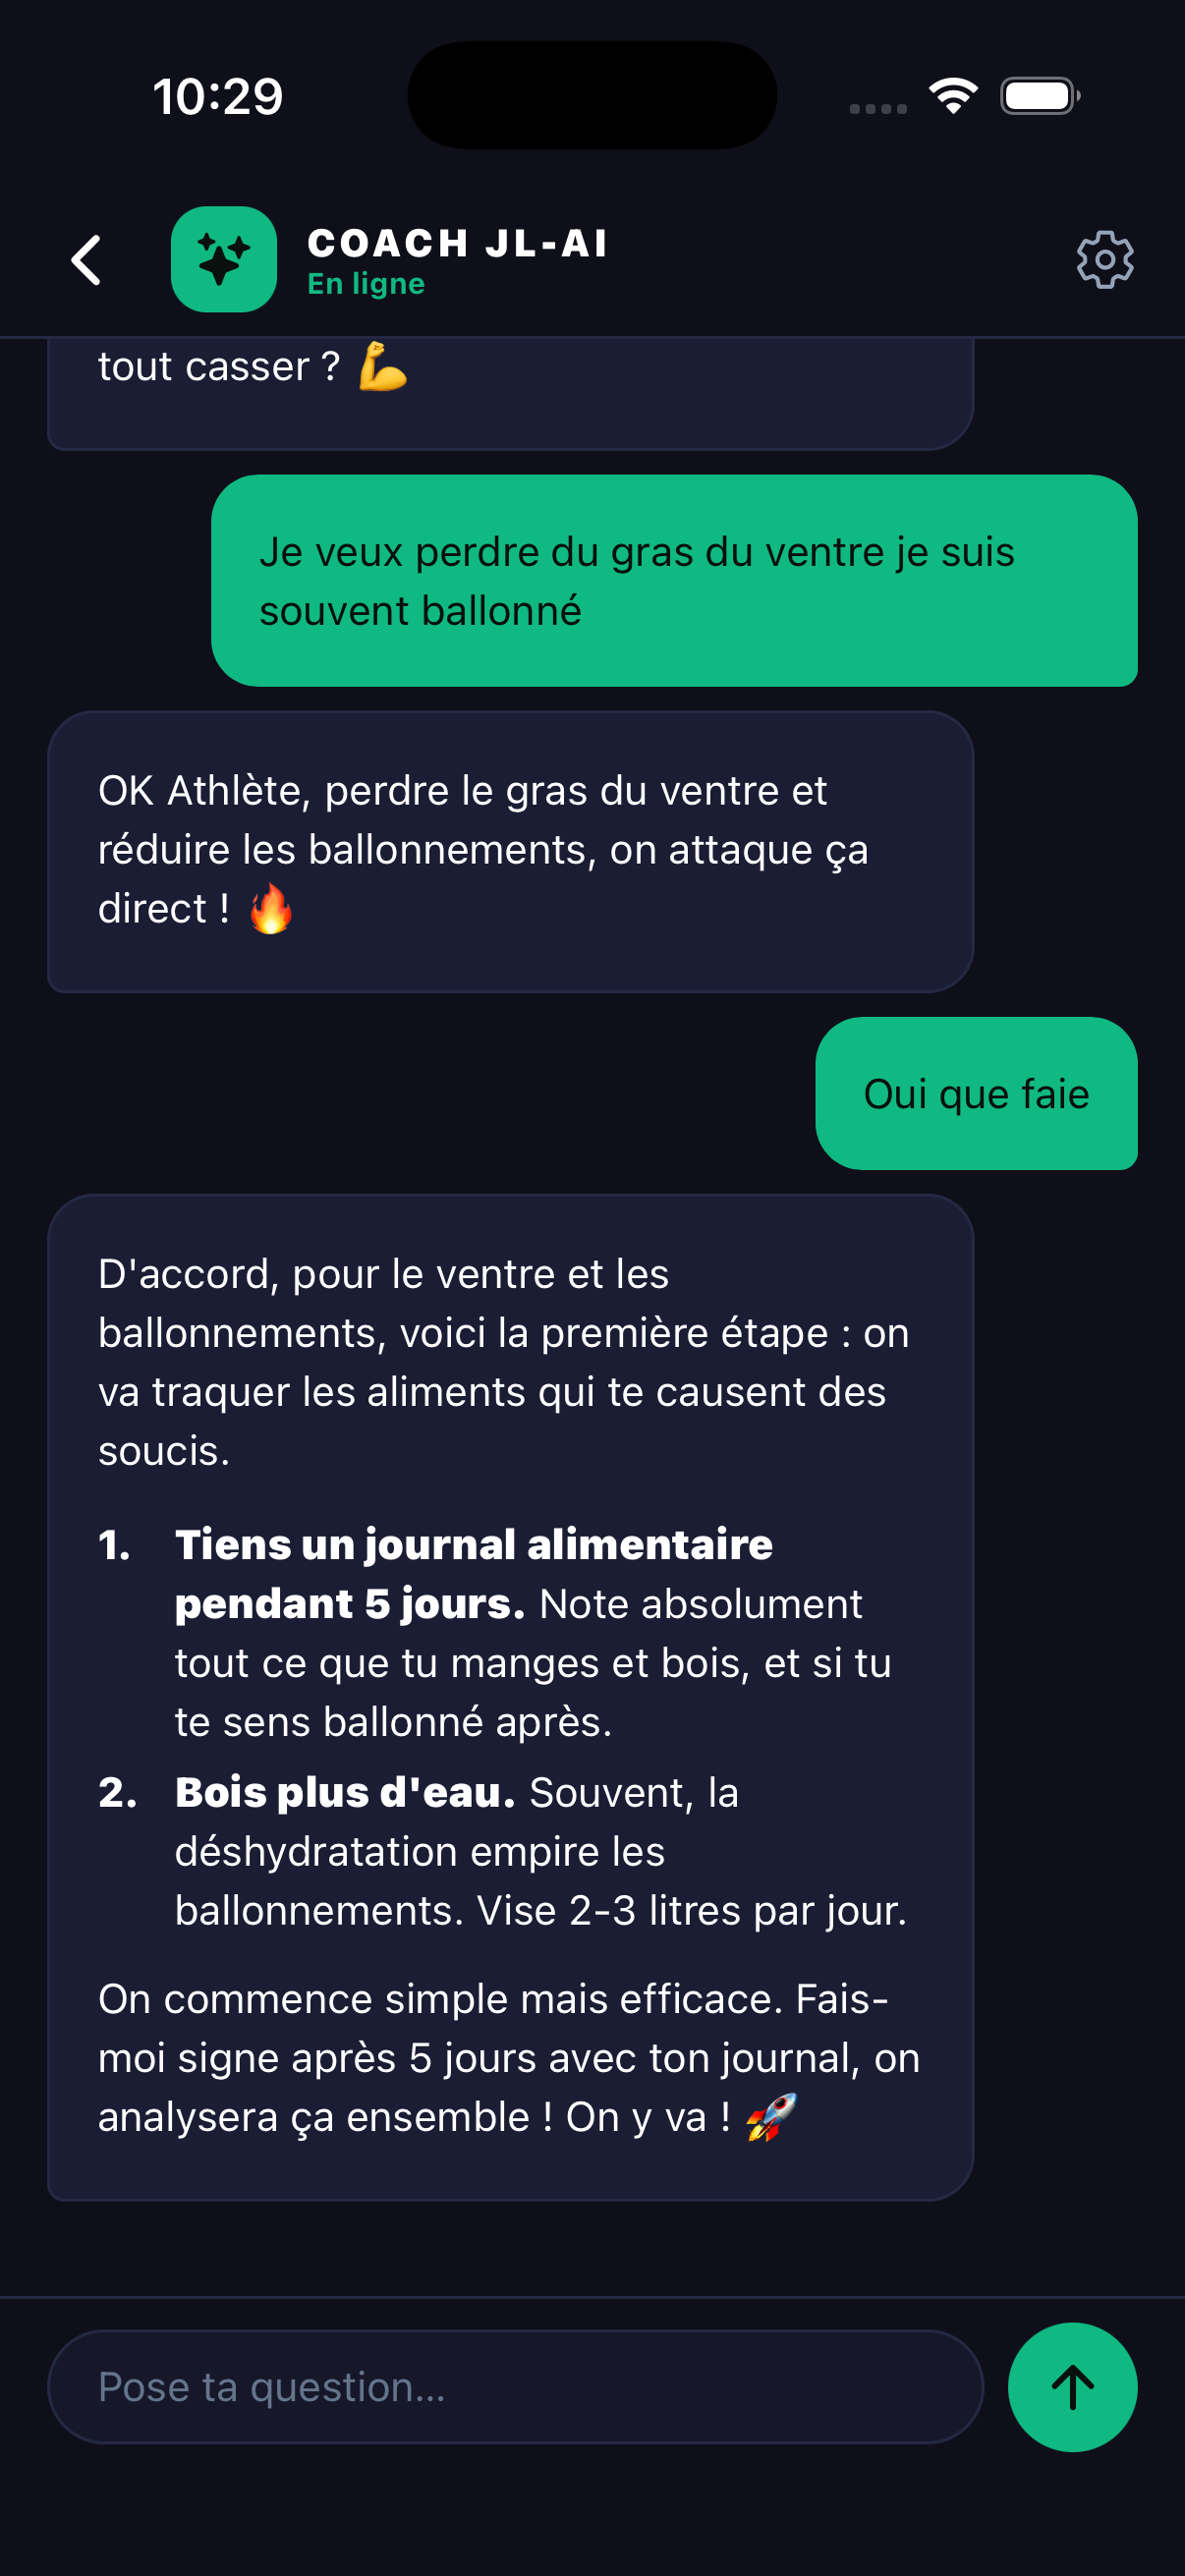 10:29
COACH JL-AI
En ligne
tout casser ? 💪
Je veux perdre du gras du ventre je suis
souvent ballonné
OK Athlète, perdre le gras du ventre et
réduire les ballonnements, on attaque ça
direct ! 🔥
Oui que faie
D'accord, pour le ventre et les
ballonnements, voici la première étape : on
va traquer les aliments qui te causent des
soucis.
1. Tiens un journal alimentaire
pendant 5 jours. Note absolument
tout ce que tu manges et bois, et si tu
te sens ballonné après.
2. Bois plus d'eau. Souvent, la
déshydratation empire les
ballonnements. Vise 2-3 litres par jour.
On commence simple mais efficace. Fais-
moi signe après 5 jours avec ton journal, on
analysera ça ensemble ! On y va ! 🚀
Pose ta question...